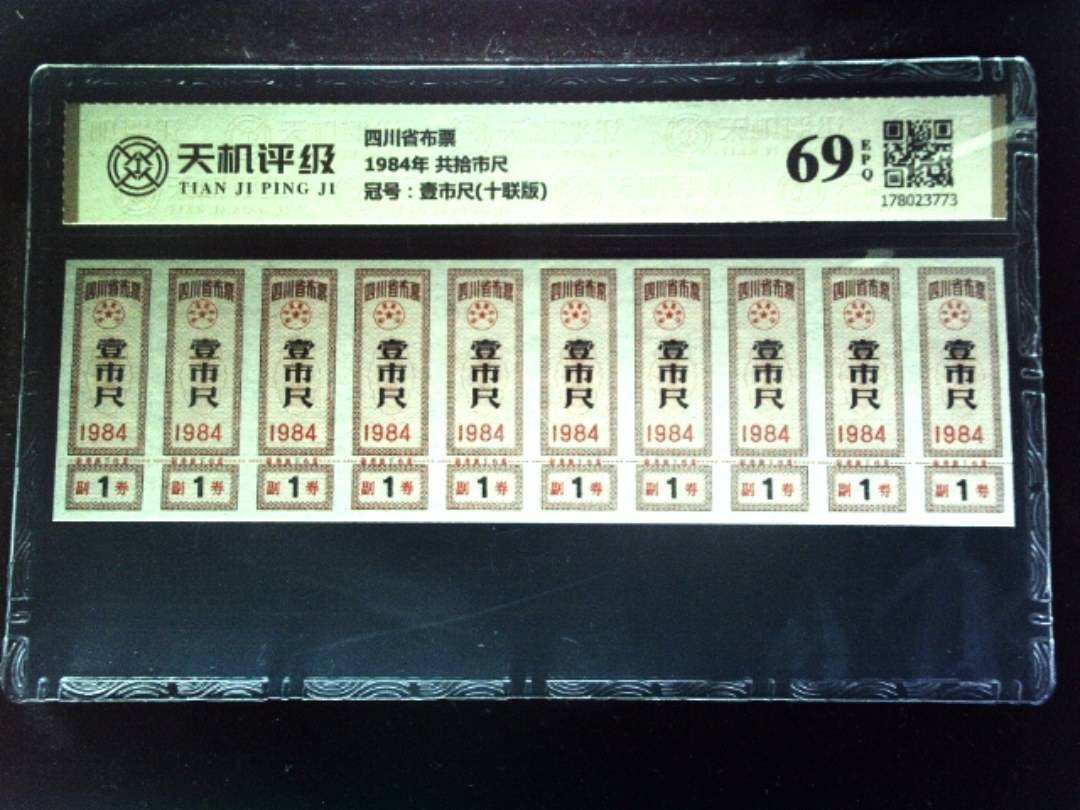 天机评级
TIAN JI PING JI
四川省布票
1984年 共拾市尺
冠号：壹市尺(十联版)
69
EPQ
178023773
四川省布票 四川省布票 四川省布票 四川省布票 四川省布票 四川省布票 四川省布票 四川省布票 四川省布票 四川省布票
壹市尺 壹市尺 壹市尺 壹市尺 壹市尺 壹市尺 壹市尺 壹市尺 壹市尺 壹市尺
1984 1984 1984 1984 1984 1984 1984 1984 1984 1984
副1券 副1券 副1券 副1券 副1券 副1券 副1券 副1券 副1券 副1券